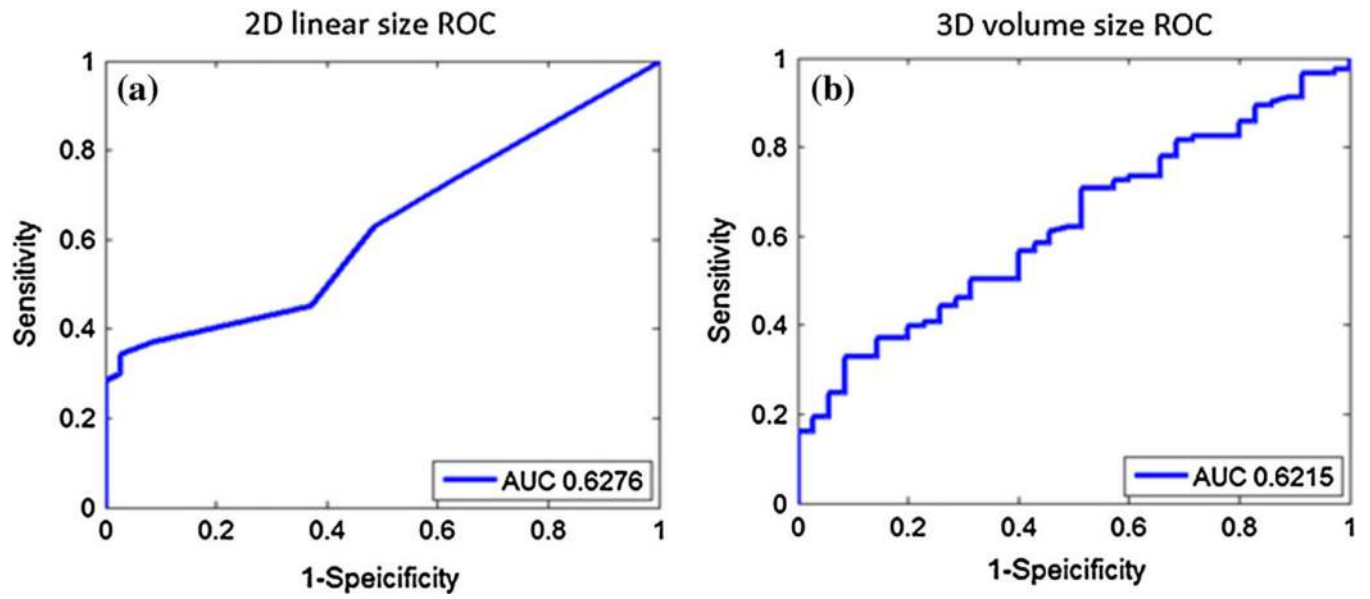 2D linear size ROC
(a)
1
0.8
0.6
0.4
0.2
0
Sensitivity
AUC 0.6276
0 0.2 0.4 0.6 0.8 1
1-Speicificity
3D volume size ROC
(b)
1
0.8
0.6
0.4
0.2
0
Sensitivity
AUC 0.6215
0 0.2 0.4 0.6 0.8 1
1-Speicificity